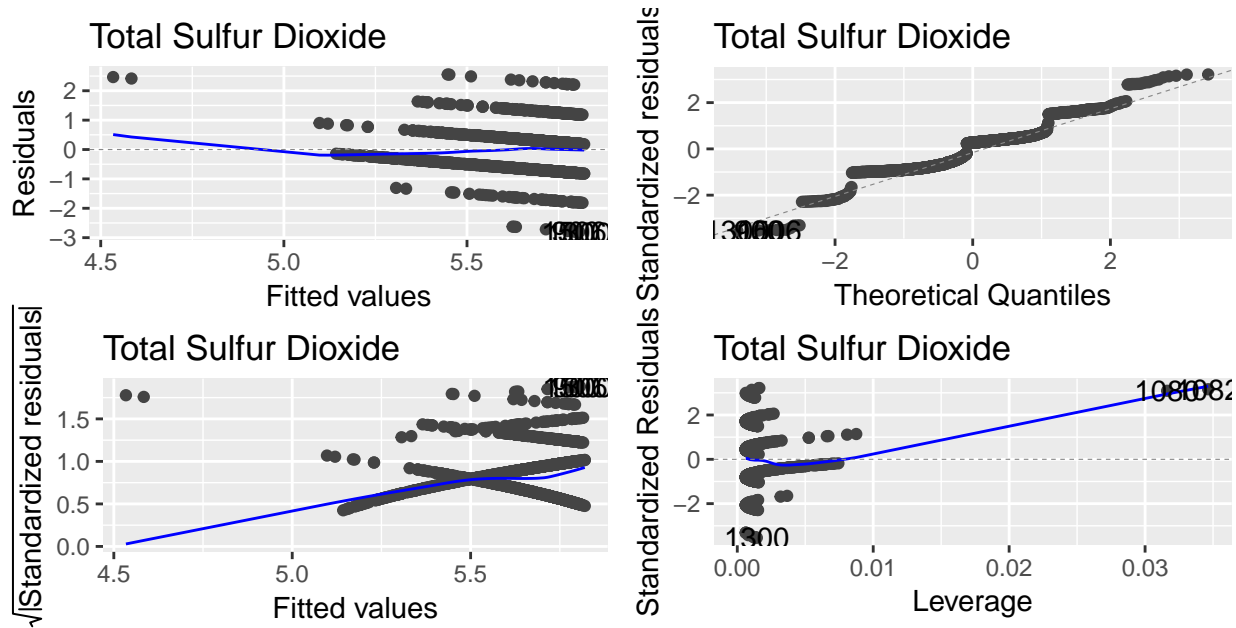 Total Sulfur Dioxide
Residuals
2
1
0
−1
−2
−3
4.5 5.0 5.5
Fitted values
Total Sulfur Dioxide
Standardized residuals
2
0
−2
−2 0 2
Theoretical Quantiles
Total Sulfur Dioxide
√|Standardized residuals|
1.5
1.0
0.5
0.0
4.5 5.0 5.5
Fitted values
Total Sulfur Dioxide
Standardized Residuals
2
0
−2
1080 1082
1300
0.00 0.01 0.02 0.03
Leverage